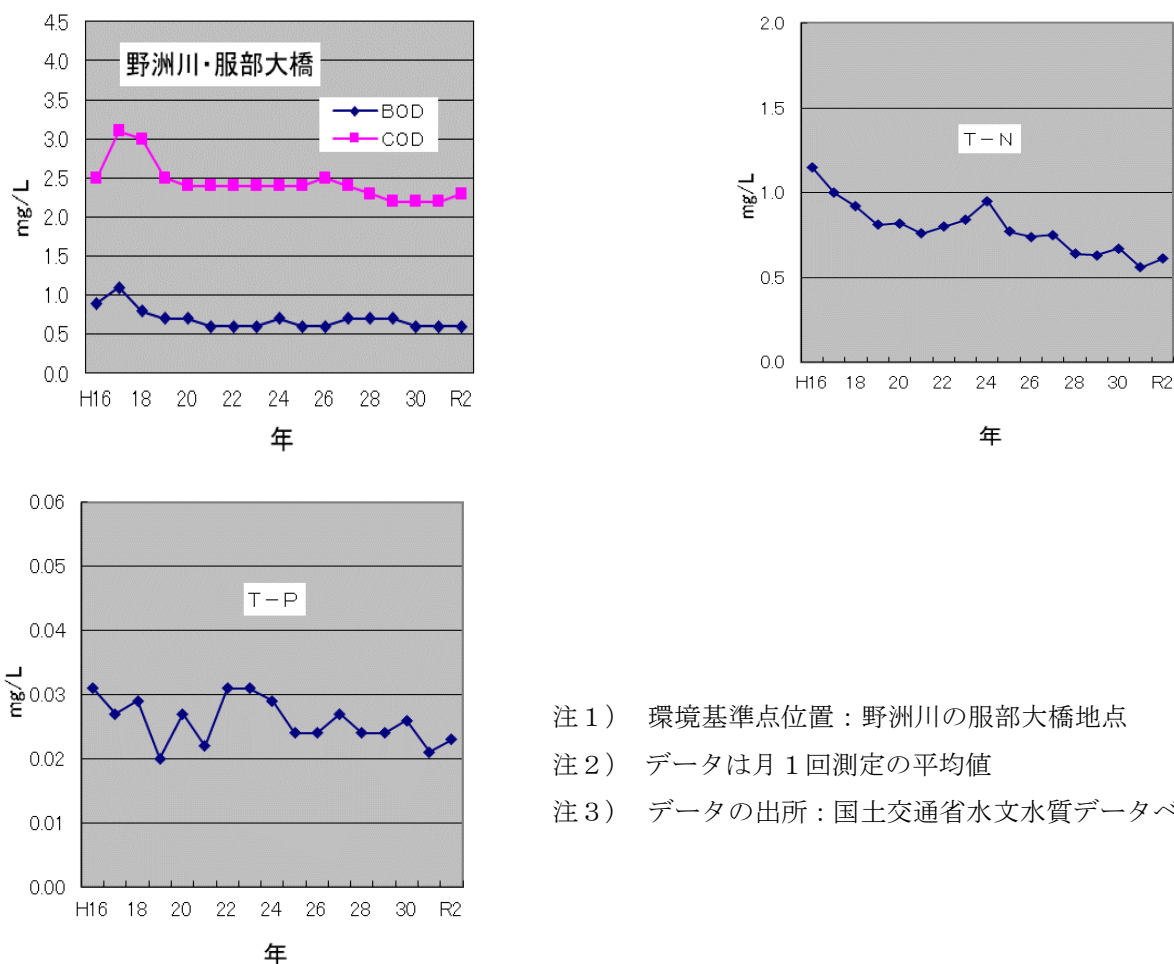 4.5
4.0
3.5
3.0
2.5
2.0
1.5
1.0
0.5
0.0
mg/L
野洲川・服部大橋
BOD
COD
H16 18 20 22 24 26 28 30 R2
年
2.0
1.5
1.0
0.5
0.0
mg/L
T-N
H16 18 20 22 24 26 28 30 R2
年
0.06
0.05
0.04
0.03
0.02
0.01
0.00
mg/L
T-P
H16 18 20 22 24 26 28 30 R2
年
注1） 環境基準点位置：野洲川の服部大橋地点
注2） データは月1回測定の平均値
注3） データの出所：国土交通省水文水質データベ